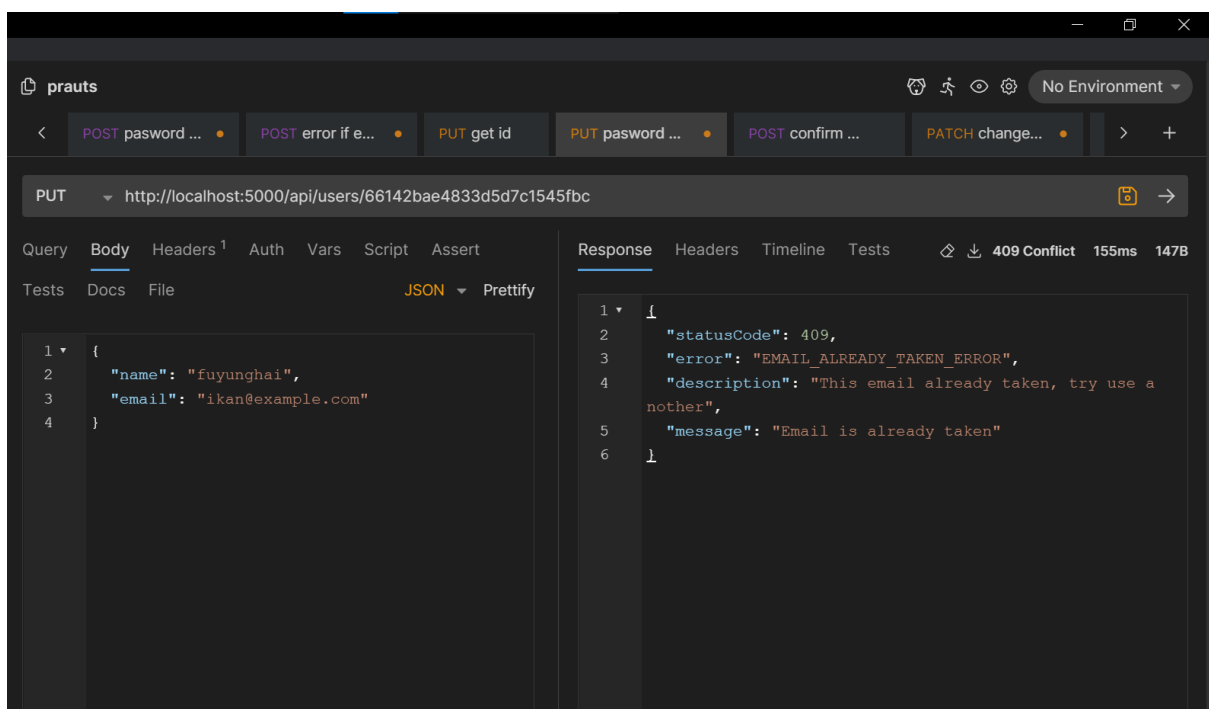 prauts
No Environment
POST pasword ... POST error if e... PUT get id PUT pasword ... POST confirm ... PATCH change... +
PUT http://localhost:5000/api/users/66142bae4833d5d7c1545fbc
Query Body Headers 1 Auth Vars Script Assert
Tests Docs File JSON Prettify
1 {
2 "name": "fuyunghai",
3 "email": "ikan@example.com"
4 }
Response Headers Timeline Tests 409 Conflict 155ms 147B
1 {
2 "statusCode": 409,
3 "error": "EMAIL_ALREADY_TAKEN_ERROR",
4 "description": "This email already taken, try use a
nother",
5 "message": "Email is already taken"
6 }